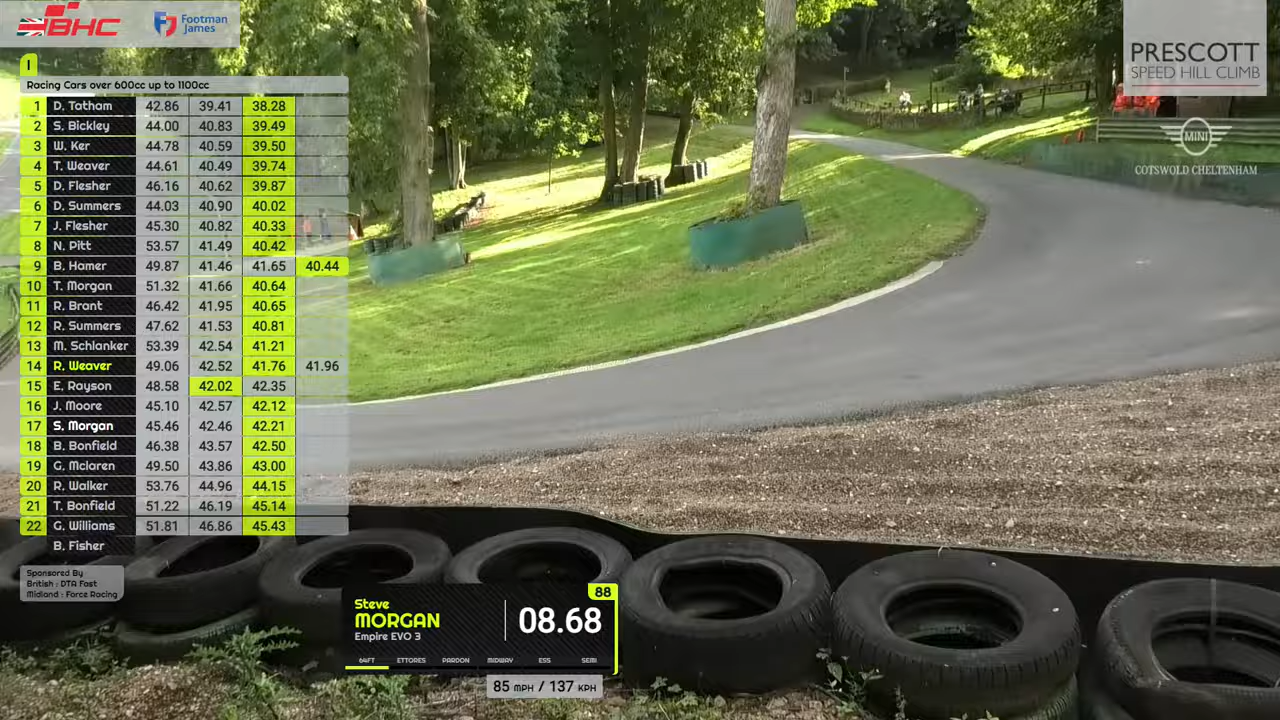 BHC
Footman
James
PRESCOTT
SPEED HILL CLIMB
MINI
COTSWOLD CHELTENHAM
I
Racing Cars over 600cc up to 1100cc
1 D. Tatham 42.86 39.41 38.28
2 S. Bickley 44.00 40.83 39.49
3 W. Ker 44.78 40.59 39.50
4 T. Weaver 44.61 40.49 39.74
5 D. Flesher 46.16 40.62 39.87
6 D. Summers 44.03 40.90 40.02
7 J. Flesher 45.30 40.82 40.33
8 N. Pitt 53.57 41.49 40.42
9 B. Hamer 49.87 41.46 41.65 40.44
10 T. Morgan 51.32 41.66 40.64
11 R. Brant 46.42 41.95 40.65
12 R. Summers 47.62 41.53 40.81
13 M. Schlanker 53.39 42.54 41.21
14 R. Weaver 49.06 42.52 41.76 41.96
15 E. Rayson 48.58 42.02 42.35
16 J. Moore 45.10 42.57 42.12
17 S. Morgan 45.46 42.46 42.21
18 B. Bonfield 46.38 43.57 42.50
19 G. Mclaren 49.50 43.86 43.00
20 R. Walker 53.76 44.96 44.15
21 T. Bonfield 51.22 46.19 45.14
22 G. Williams 51.81 46.86 45.43
B. Fisher
Sponsored By
British : DTA Fast
Midland : Force Racing
88
Steve
MORGAN
Empire EVO 3
08.68
64FT ETTORES PARDON MIDWAY ESS SEMI
85 MPH / 137 KPH